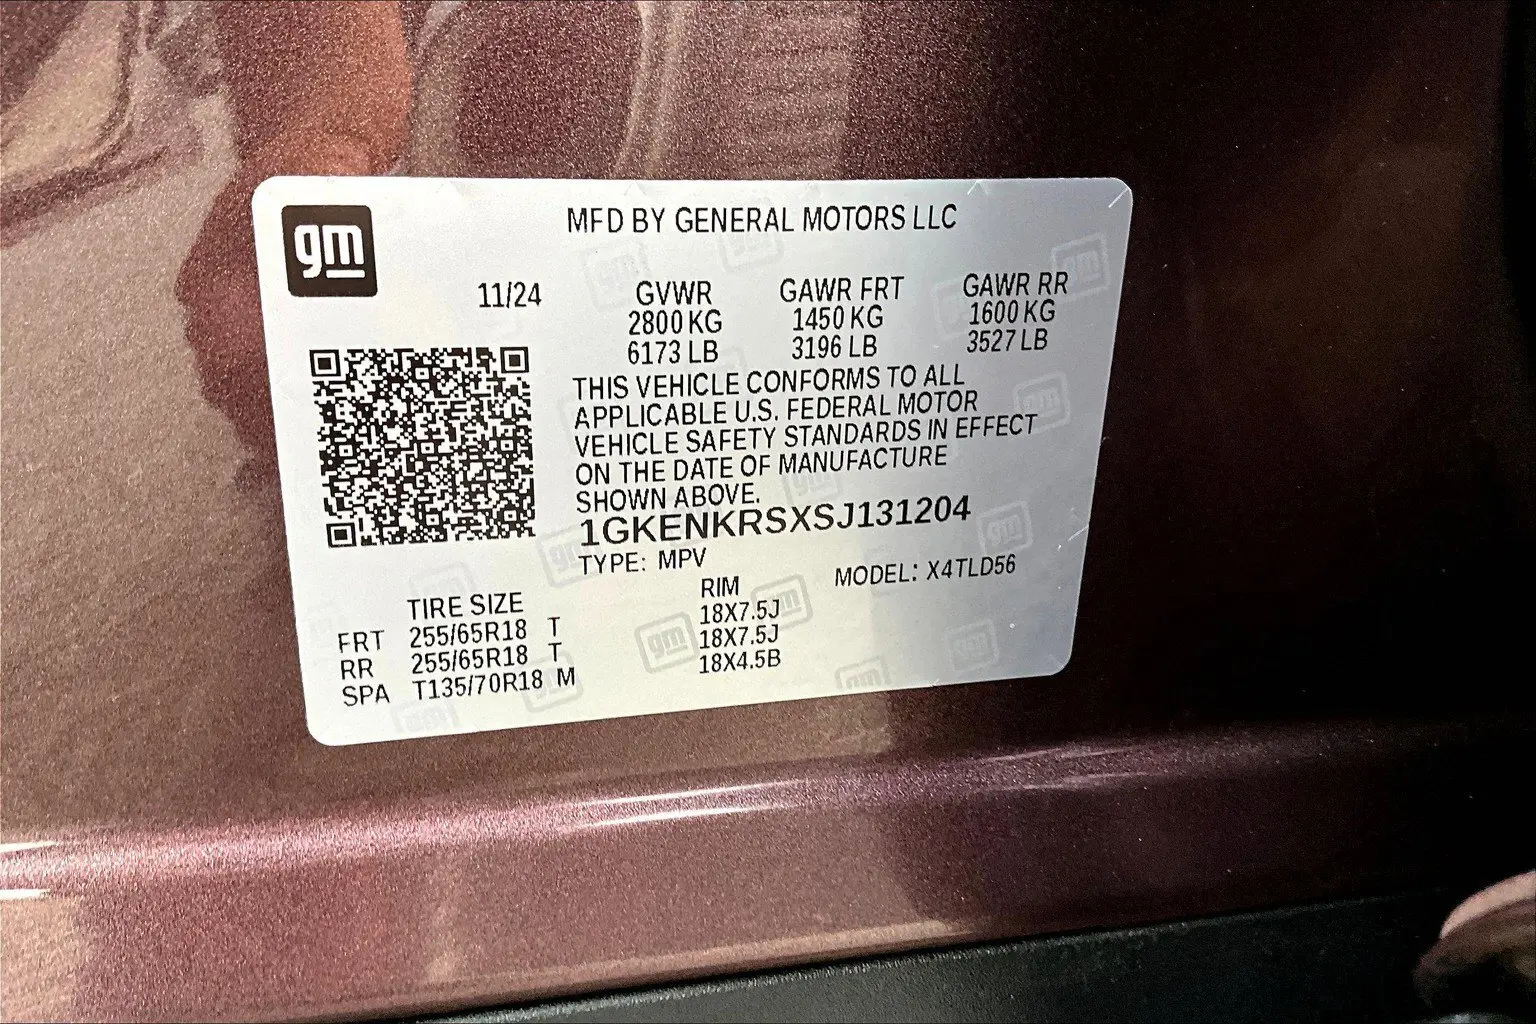 gm
MFD BY GENERAL MOTORS LLC
11/24 GVWR GAWR FRT GAWR RR
2800 KG 1450 KG 1600 KG
6173 LB 3196 LB 3527 LB
THIS VEHICLE CONFORMS TO ALL
APPLICABLE U.S. FEDERAL MOTOR
VEHICLE SAFETY STANDARDS IN EFFECT
ON THE DATE OF MANUFACTURE
SHOWN ABOVE.
1GKENKRSXSJ131204
TYPE: MPV MODEL: X4TLD56
TIRE SIZE RIM
FRT 255/65R18 T 18X7.5J
RR 255/65R18 T 18X7.5J
SPA T135/70R18 M 18X4.5B